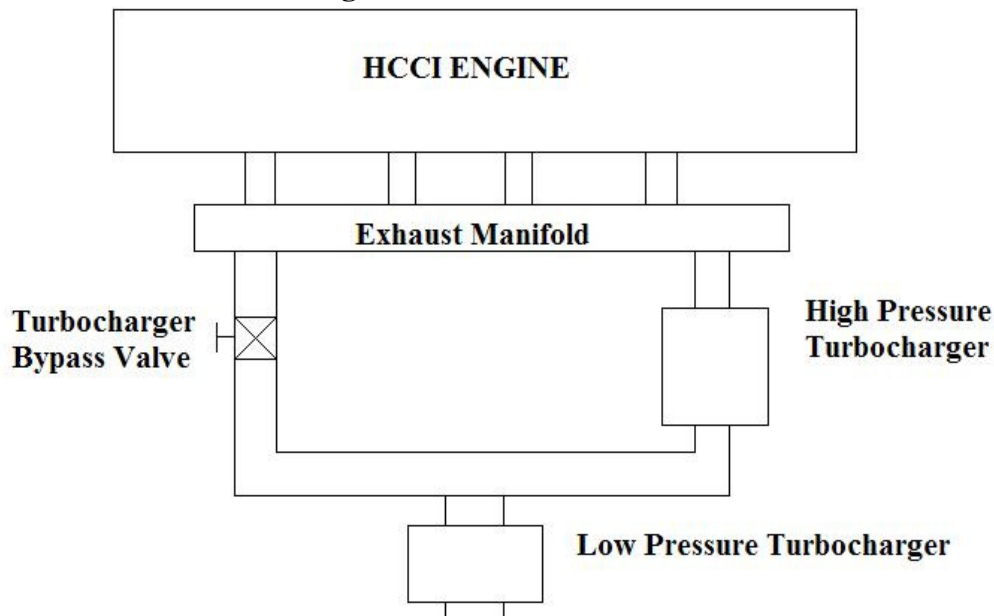 HCCI ENGINE
Exhaust Manifold
Turbocharger
Bypass Valve
High Pressure
Turbocharger
Low Pressure Turbocharger